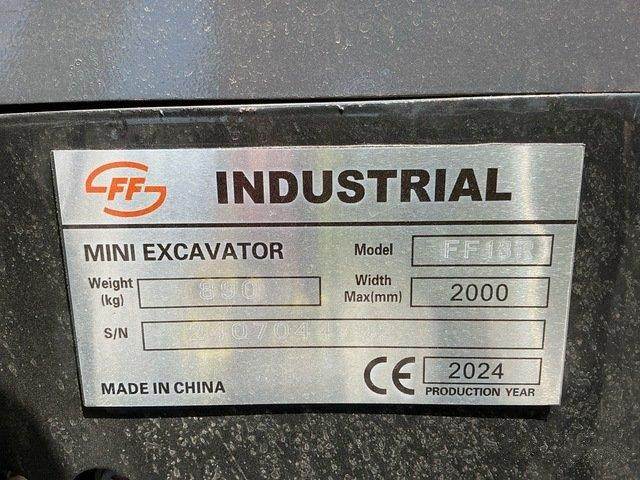 FF INDUSTRIAL
MINI EXCAVATOR Model FF13R
Weight (kg) 890 Width Max(mm) 2000
S/N
MADE IN CHINA CE 2024
PRODUCTION YEAR